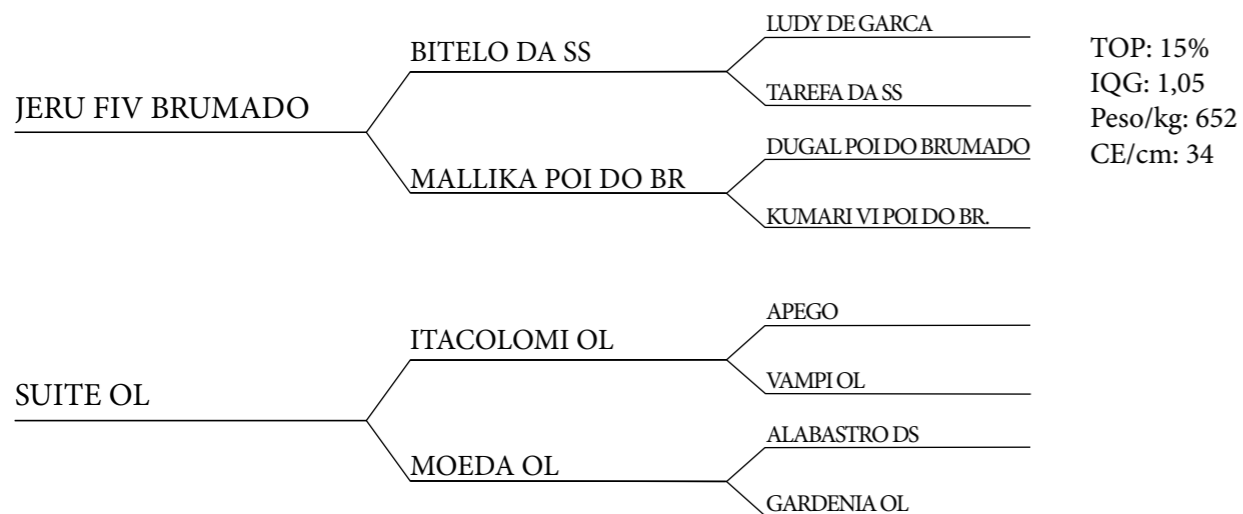 JERU FIV BRUMADO
BITELO DA SS
LUDY DE GARCA
TAREFA DA SS
MALLIKA POI DO BR
DUGAL POI DO BRUMADO
KUMARI VI POI DO BR.
SUITE OL
ITACOLOMI OL
APEGO
VAMPI OL
MOEDA OL
ALABASTRO DS
GARDENIA OL
TOP: 15%
IQG: 1,05
Peso/kg: 652
CE/cm: 34